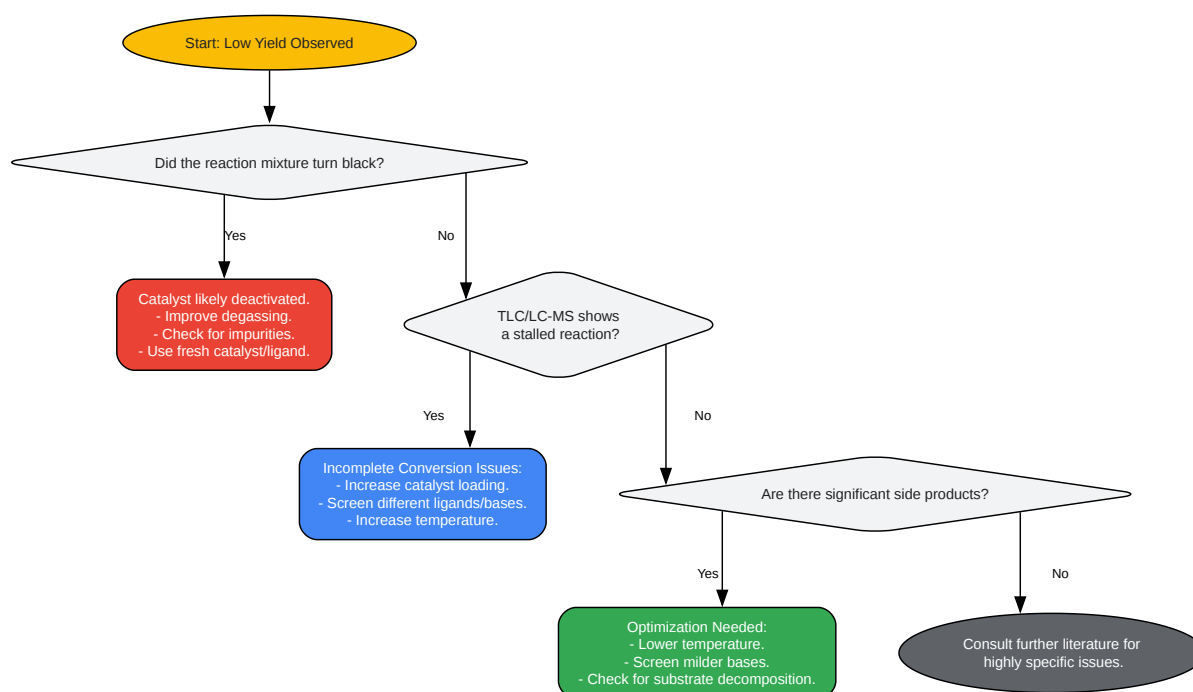 Start: Low Yield Observed
Did the reaction mixture turn black?
Yes
No
Catalyst likely deactivated.
- Improve degassing.
- Check for impurities.
- Use fresh catalyst/ligand.
TLC/LC-MS shows
a stalled reaction?
Yes
No
Incomplete Conversion Issues:
- Increase catalyst loading.
- Screen different ligands/bases.
- Increase temperature.
Are there significant side products?
Yes
No
Optimization Needed:
- Lower temperature.
- Screen milder bases.
- Check for substrate decomposition.
Consult further literature for
highly specific issues.